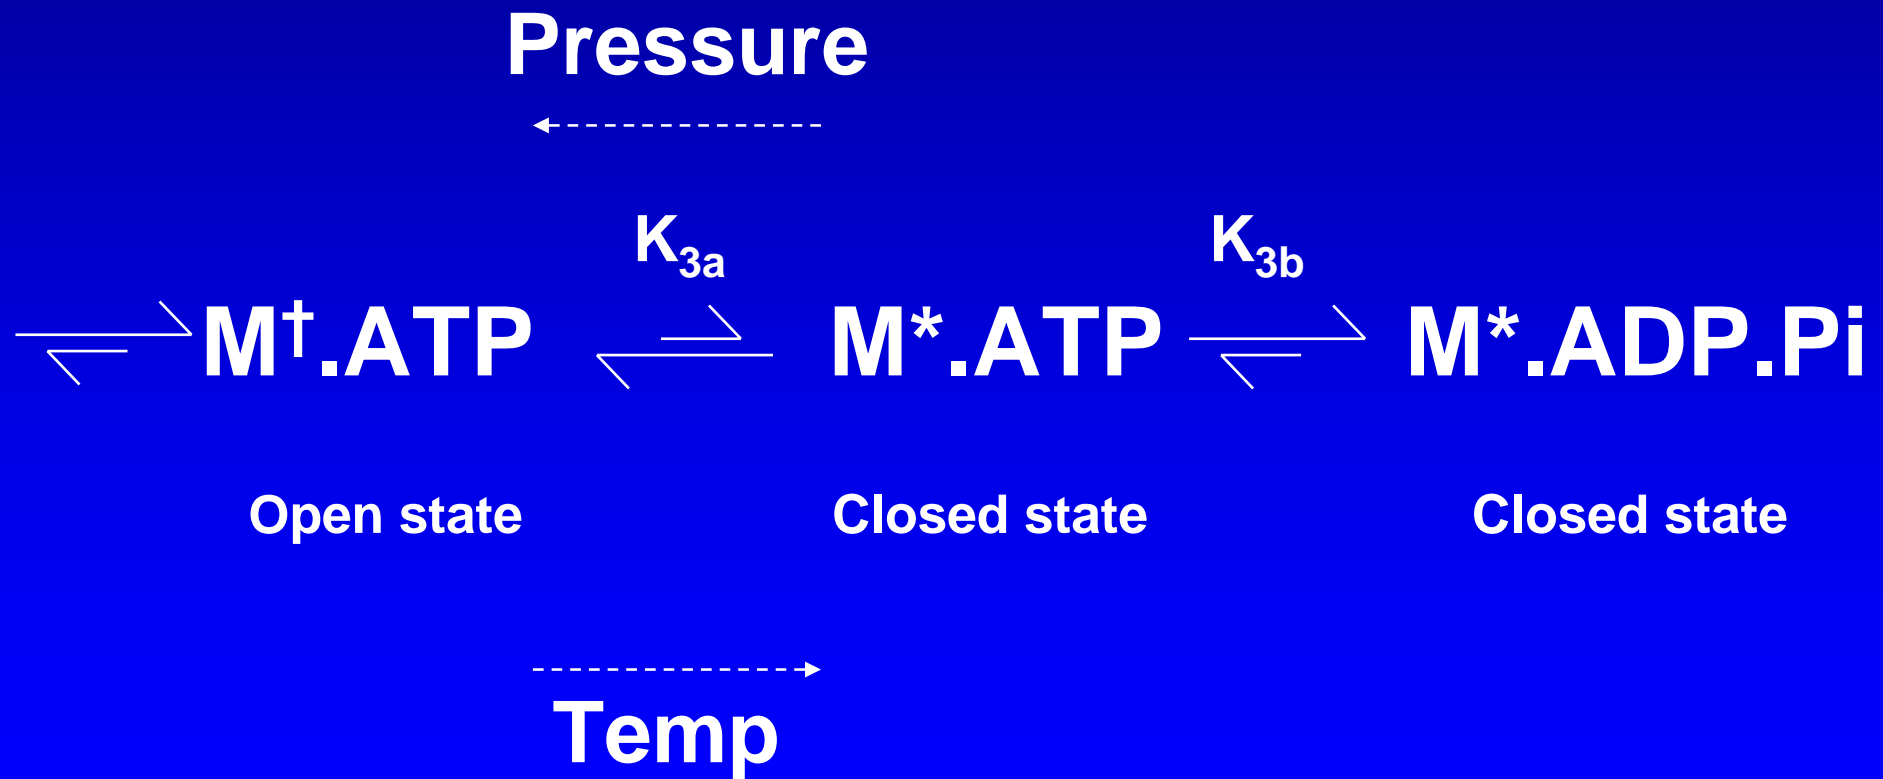 Pressure
K3a K3b
M†.ATP M*.ATP M*.ADP.Pi
Open state Closed state Closed state
Temp